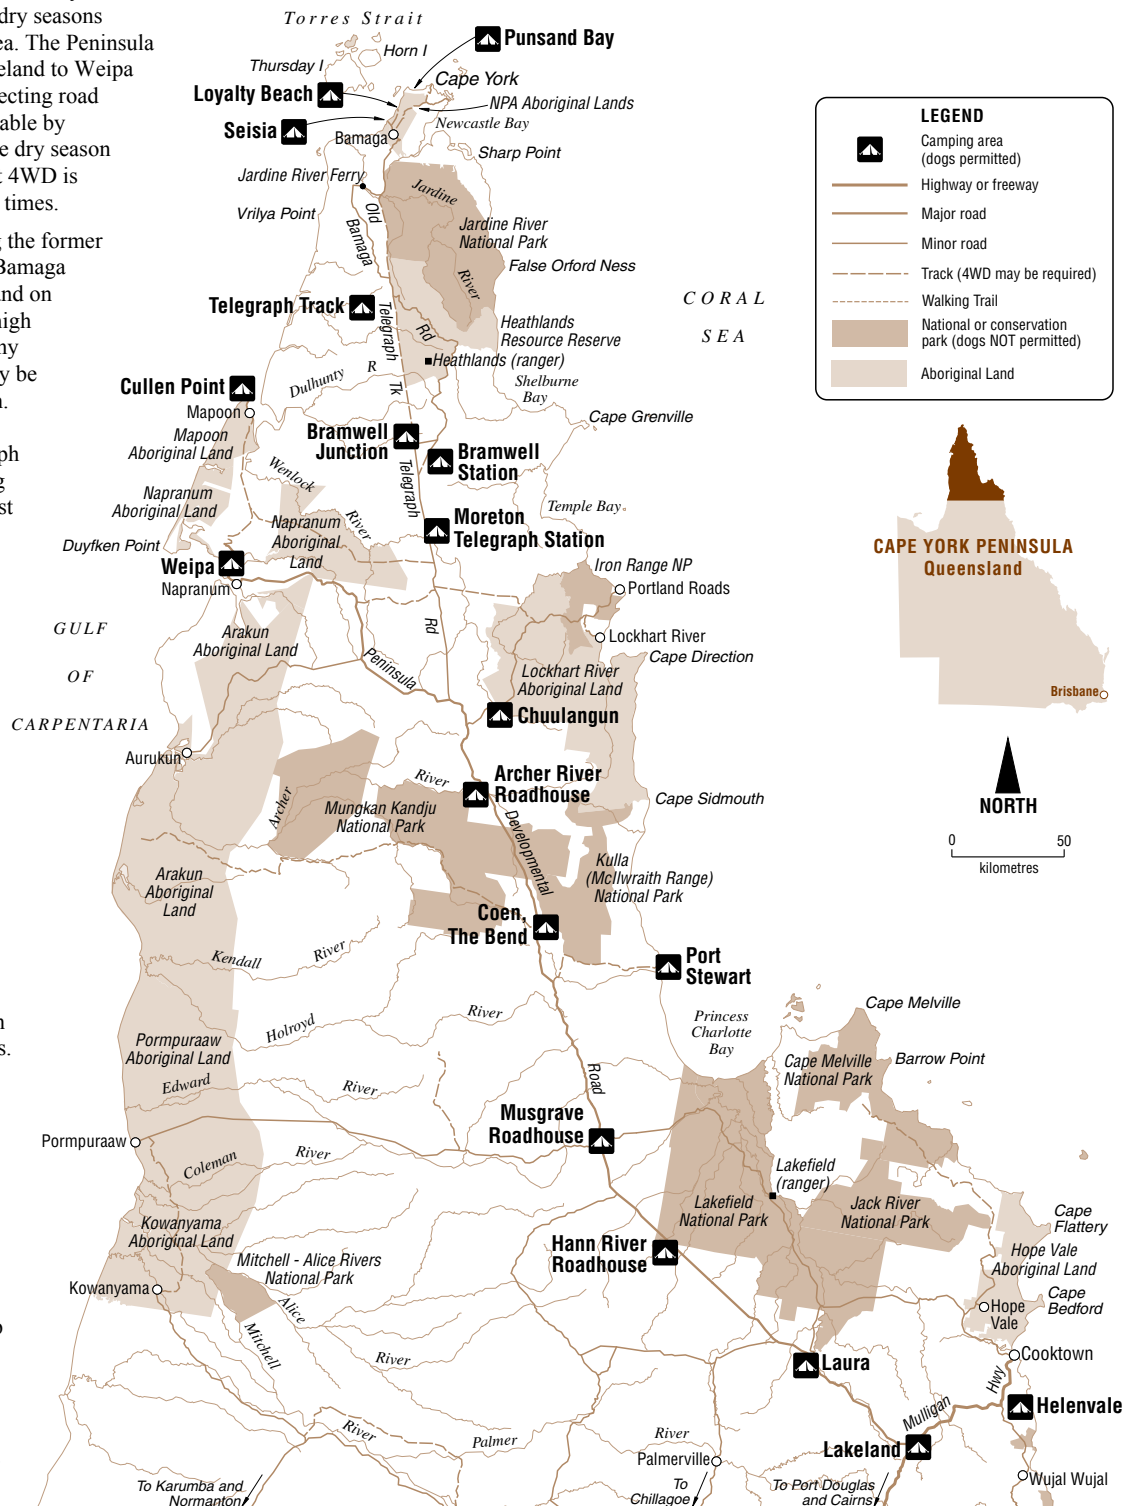 dry seasons
ea. The Peninsula
eland to Weipa
ecting road
able by
e dry season
t 4WD is
times.
g the former
Bamaga
and on
high
ny
y be
n.
ph
g
st
n
s.
o
Torres Strait
Horn I
Thursday I
Punsand Bay
Cape York
Loyalty Beach
NPA Aboriginal Lands
Newcastle Bay
Seisia
Bamaga
Sharp Point
Jardine River Ferry
Jardine
Vrilya Point
Old
Bamaga
Jardine River
National Park
False Orford Ness
River
Telegraph Track
Telegraph
Rd
Heathlands
Resource Reserve
Heathlands (ranger)
CORAL
SEA
Dulhunty
R
Tk
Shelburne
Bay
Cullen Point
Mapoon
Cape Grenville
Mapoon
Aboriginal Land
Bramwell
Junction
Bramwell
Station
Wenlock
Telegraph
Napranum
Aboriginal Land
Temple Bay
River
Napranum
Aboriginal
Land
Moreton
Telegraph Station
Duyfken Point
Weipa
Napranum
Iron Range NP
Portland Roads
GULF
OF
CARPENTARIA
Arakun
Aboriginal Land
Rd
Lockhart River
Cape Direction
Peninsula
Lockhart River
Aboriginal Land
Chuulangun
Aurukun
River
Archer River
Roadhouse
Archer
Mungkan Kandju
National Park
Cape Sidmouth
Developmental
Kulla
(McIlwraith Range)
National Park
Arakun
Aboriginal
Land
Coen,
The Bend
Kendall
River
Port
Stewart
Holroyd
River
Princess
Charlotte
Bay
Cape Melville
Pormpuraaw
Aboriginal Land
Cape Melville
National Park
Barrow Point
Edward
River
Road
Musgrave
Roadhouse
Pormpuraaw
Coleman
River
Lakefield
(ranger)
Lakefield
National Park
Jack River
National Park
Cape
Flattery
Kowanyama
Aboriginal Land
Hann River
Roadhouse
Hope Vale
Aboriginal Land
Mitchell - Alice Rivers
National Park
Kowanyama
Alice
Cape
Bedford
Hope
Vale
Mitchell
River
Laura
Cooktown
Hwy
Helenvale
Mulligan
River
Palmer
River
Lakeland
Palmerville
Wujal Wujal
To Karumba and
Normanton
To
Chillagoe
To Port Douglas
and Cairns
LEGEND
Camping area
(dogs permitted)
Highway or freeway
Major road
Minor road
Track (4WD may be required)
Walking Trail
National or conservation
park (dogs NOT permitted)
Aboriginal Land
CAPE YORK PENINSULA
Queensland
Brisbane
NORTH
0 50
kilometres